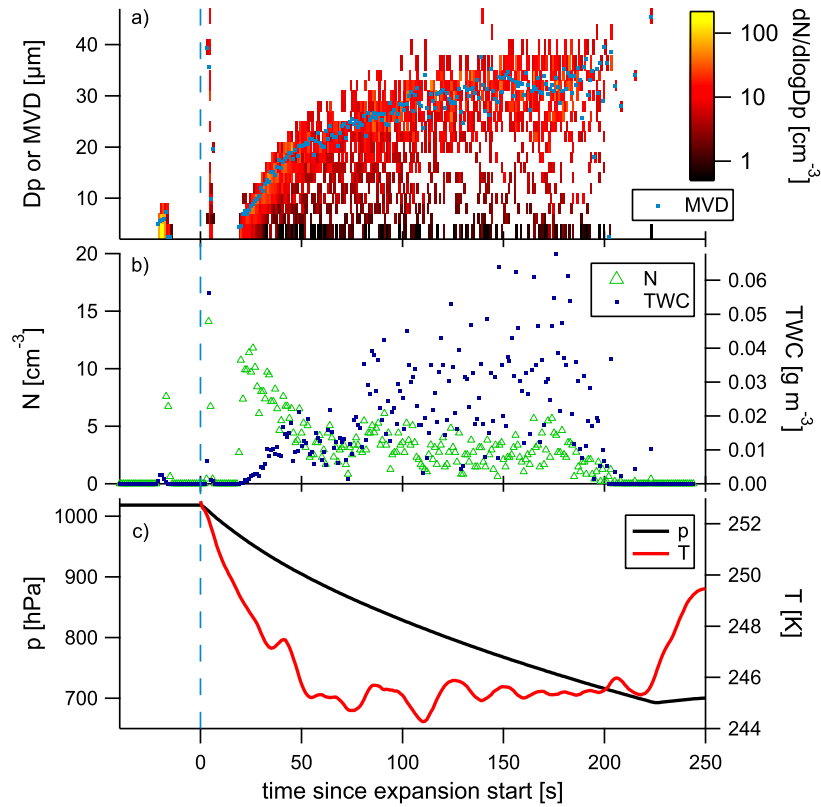 a)
Dp or MVD [µm]
40
30
20
10
MVD
100
10
1
dN/dlogDp [cm⁻³]
b)
N [cm⁻³]
20
15
10
5
0
N
TWC
0.06
0.05
0.04
0.03
0.02
0.01
0.00
TWC [g m⁻³]
c)
p [hPa]
1000
900
800
700
p
T
252
250
248
246
244
T [K]
0
50
100
150
200
250
time since expansion start [s]